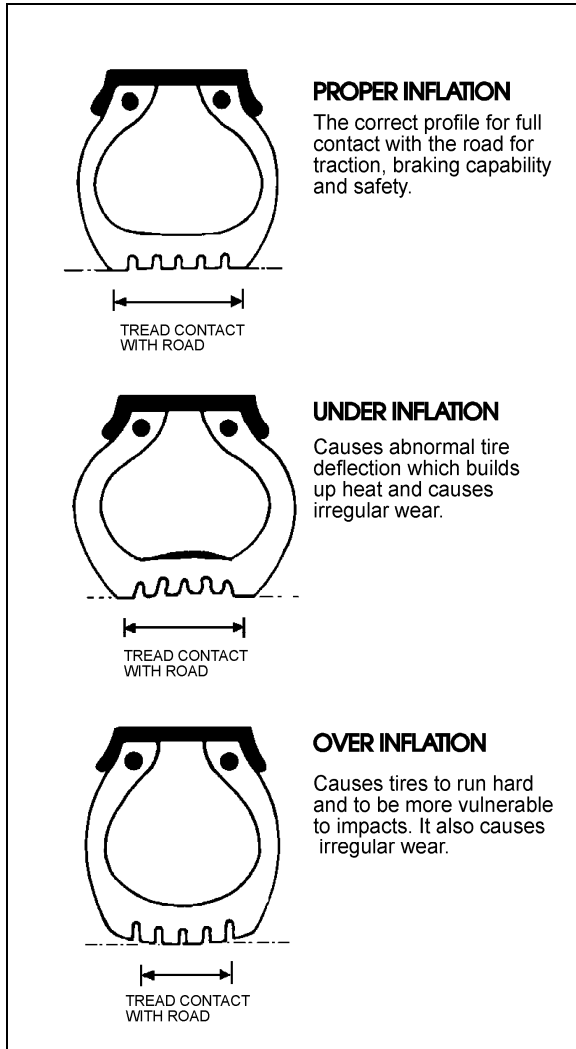 PROPER INFLATION
The correct profile for full
contact with the road for
traction, braking capability
and safety.
TREAD CONTACT
WITH ROAD
UNDER INFLATION
Causes abnormal tire
deflection which builds
up heat and causes
irregular wear.
TREAD CONTACT
WITH ROAD
OVER INFLATION
Causes tires to run hard
and to be more vulnerable
to impacts. It also causes
irregular wear.
TREAD CONTACT
WITH ROAD